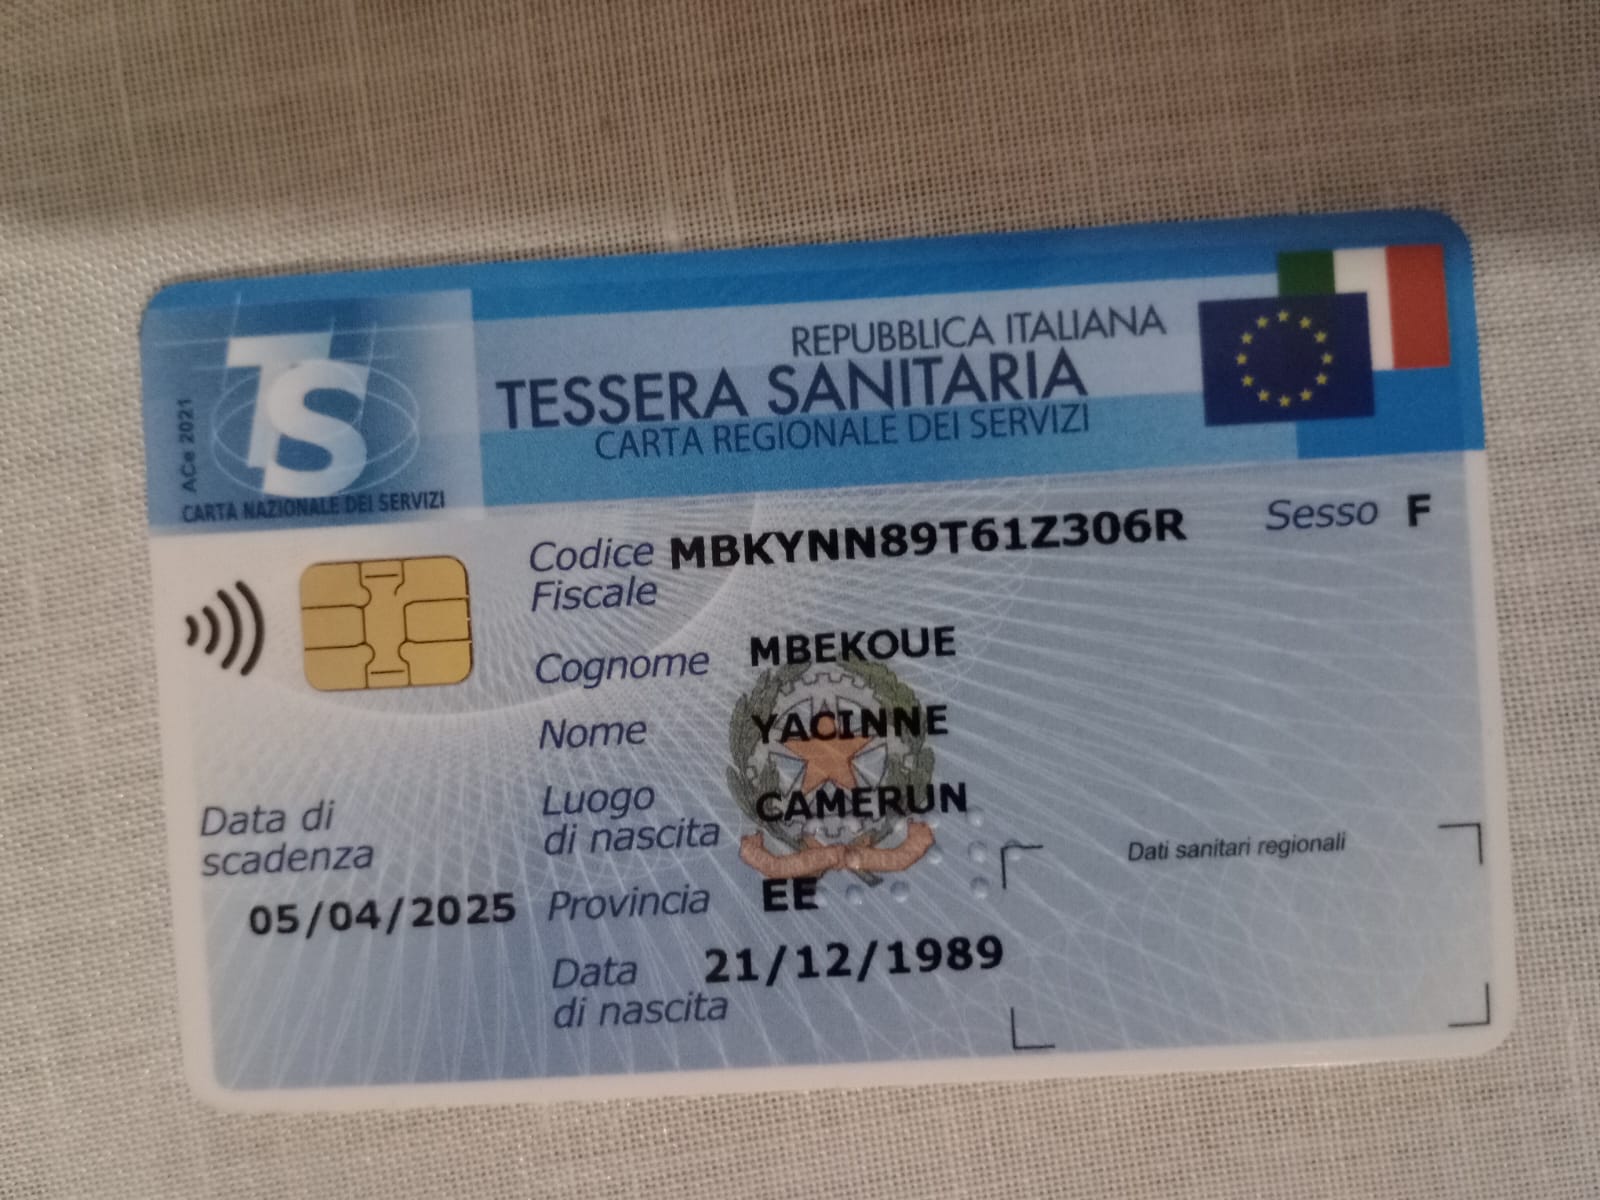 REPUBBLICA ITALIANA
TESSERA SANITARIA
CARTA REGIONALE DEI SERVIZI
ACe 2021
TS
CARTA NAZIONALE DEI SERVIZI
Codice Fiscale MBKYNN89T61Z306R
Sesso F
Cognome MBEKOUE
Nome YACINNE
Luogo di nascita CAMERUN
Provincia EE
Data di nascita 21/12/1989
Data di scadenza
05/04/2025
Dati sanitari regionali